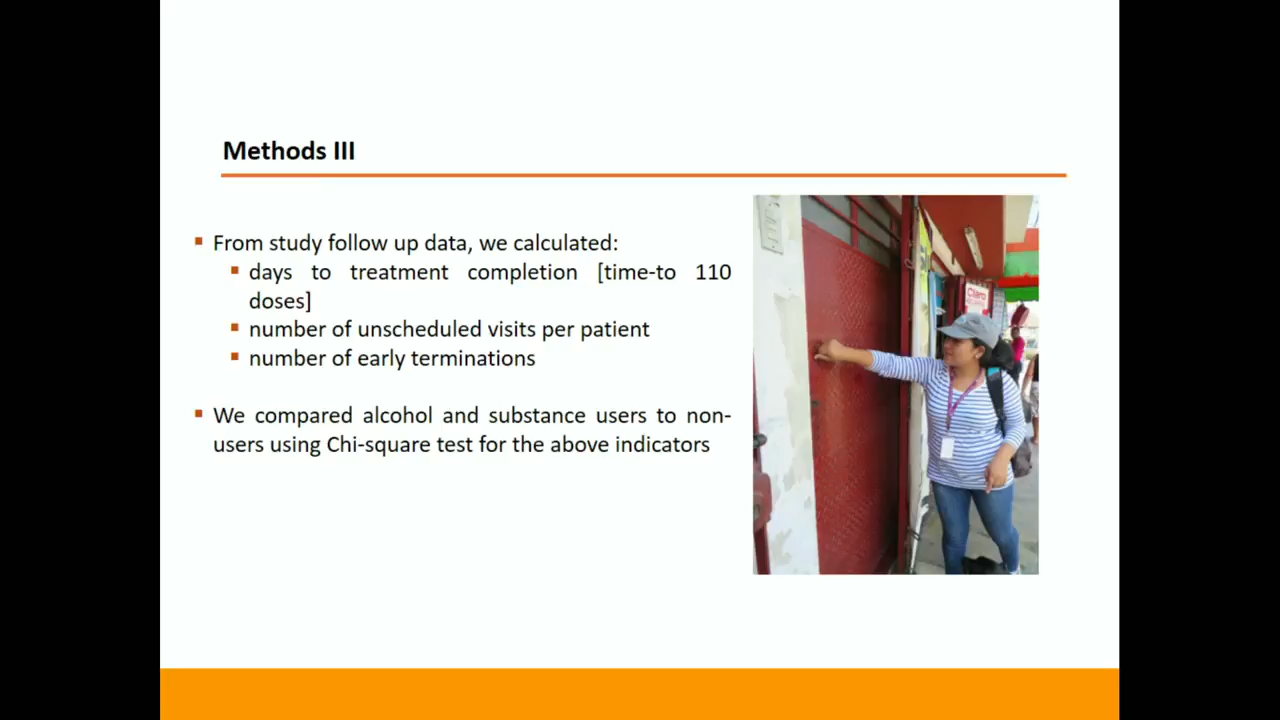 Methods III
From study follow up data, we calculated:
days to treatment completion [time-to 110
doses]
number of unscheduled visits per patient
number of early terminations
We compared alcohol and substance users to non-
users using Chi-square test for the above indicators
Claro